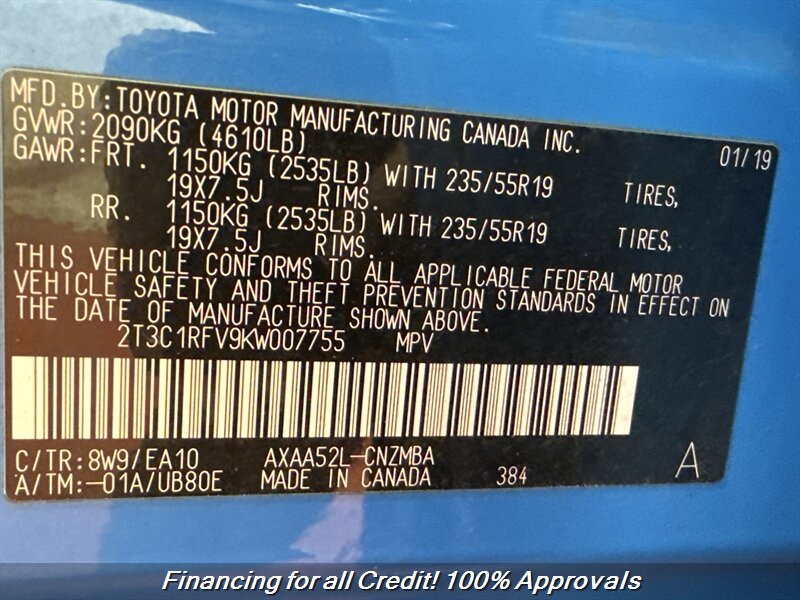 MFD.BY:TOYOTA MOTOR MANUFACTURING CANADA INC.
GVWR:2090KG (4610LB) 01/19
GAWR:FRT. 1150KG (2535LB) WITH 235/55R19 TIRES,
19X7.5J RIMS.
RR. 1150KG (2535LB) WITH 235/55R19 TIRES,
19X7.5J RIMS.
THIS VEHICLE CONFORMS TO ALL APPLICABLE FEDERAL MOTOR
VEHICLE SAFETY AND THEFT PREVENTION STANDARDS IN EFFECT ON
THE DATE OF MANUFACTURE SHOWN ABOVE.
2T3C1RFV9KW007755 MPV
C/TR:8W9/EA10 AXAA52L-CNZMBA
A/TM:-01A/UB80E MADE IN CANADA 384 A
Financing for all Credit! 100% Approvals